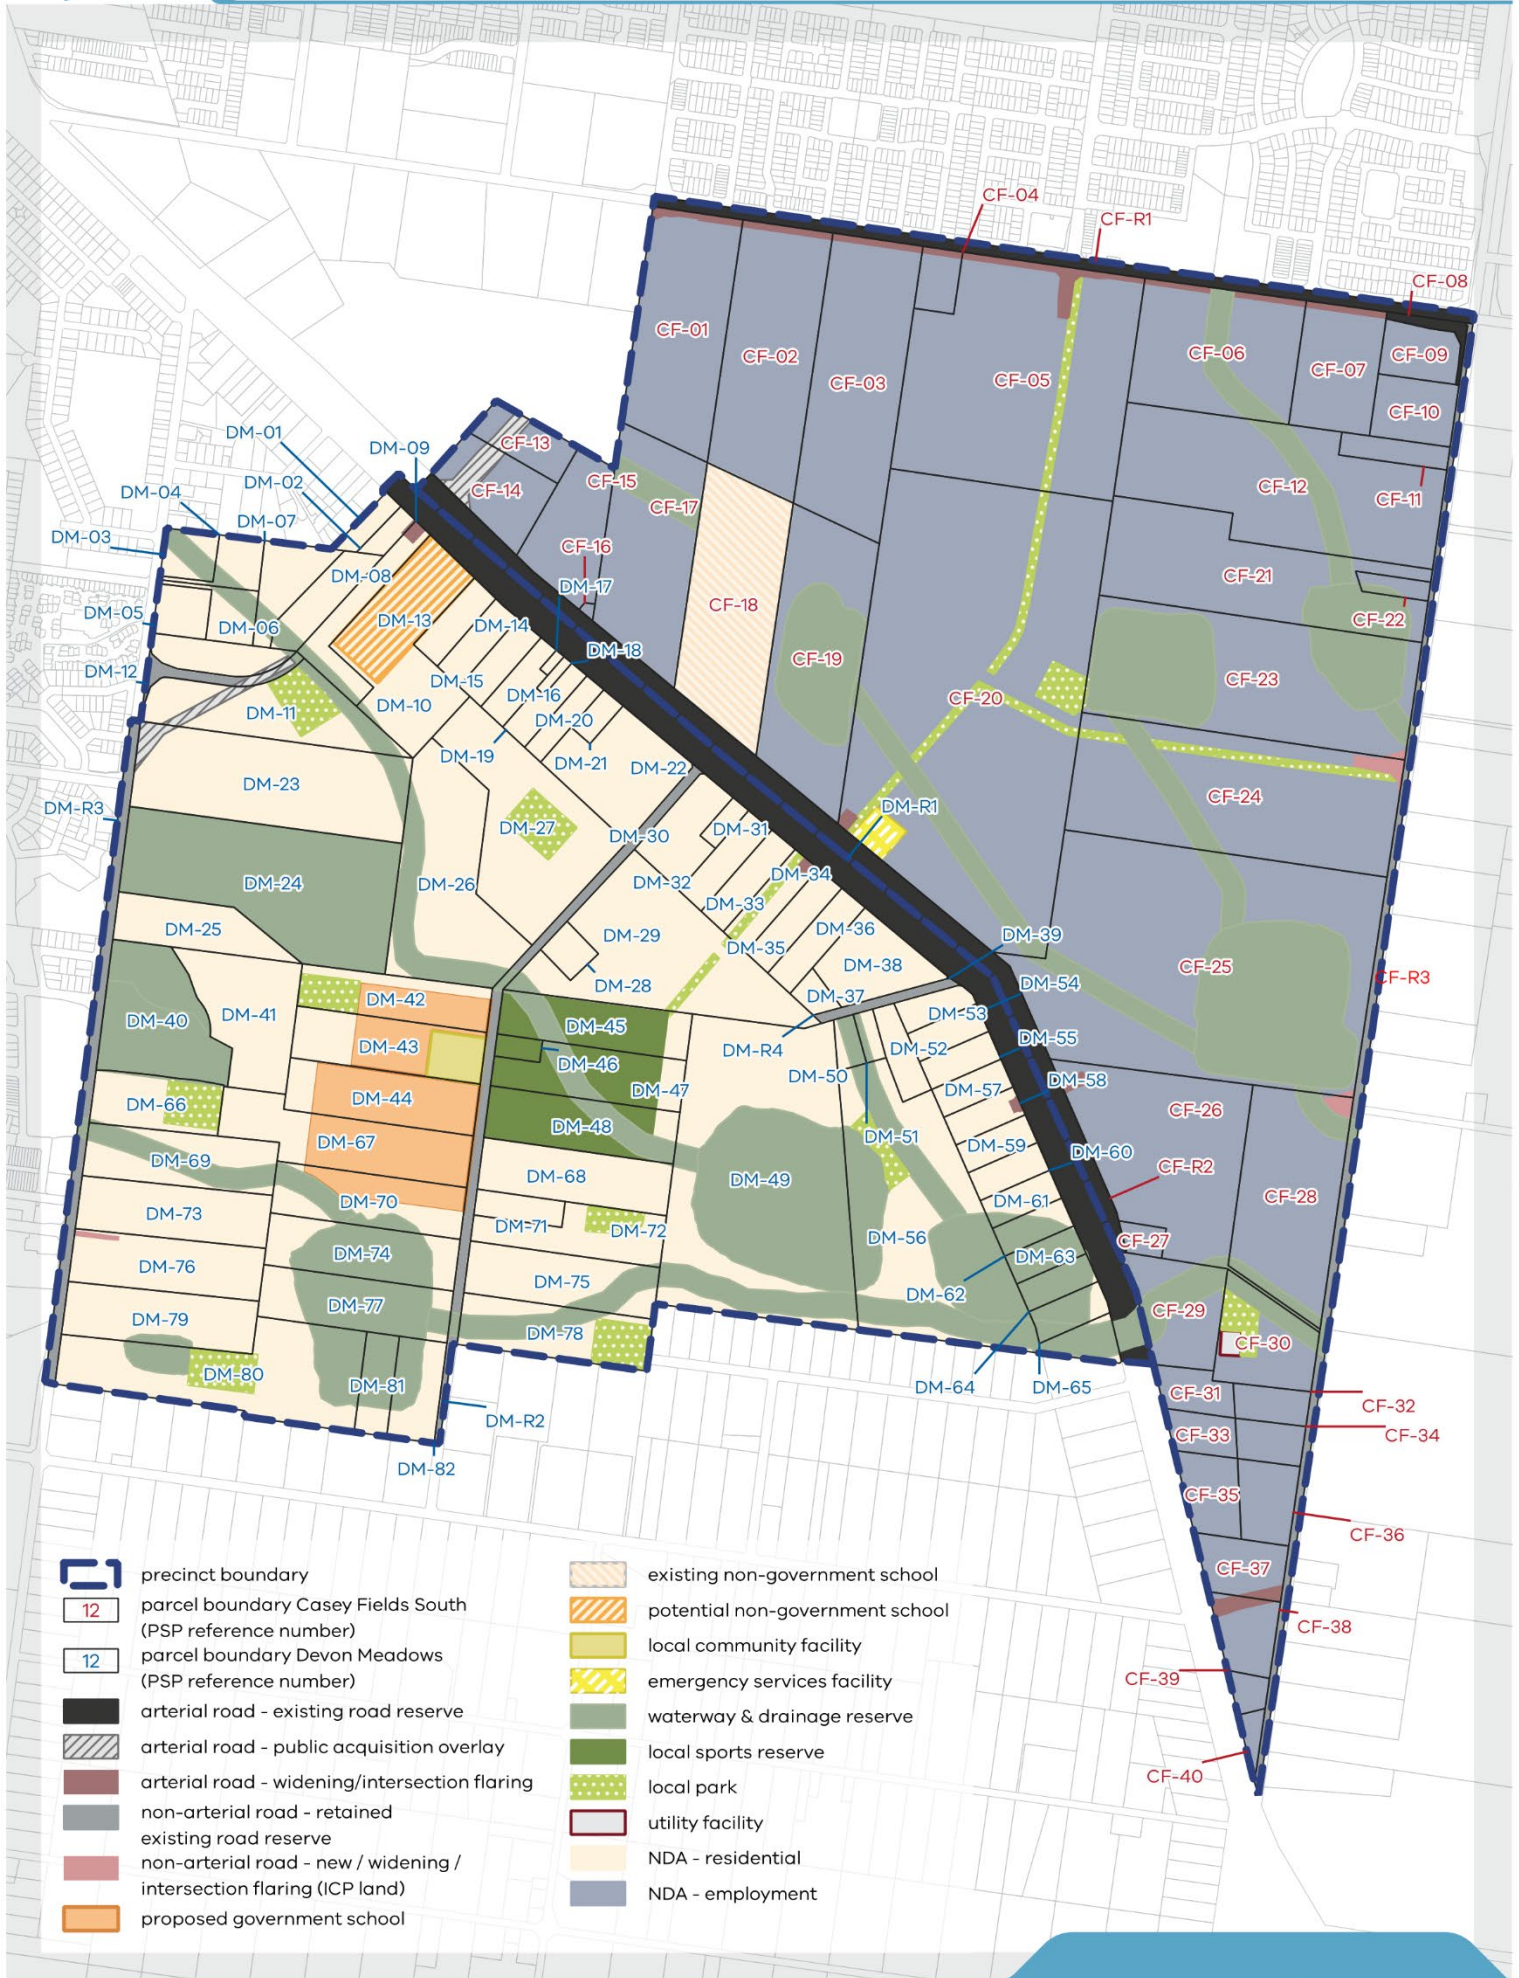 CF-04
CF-R1
CF-08
CF-01
CF-02
CF-03
CF-05
CF-06
CF-07
CF-09
CF-10
DM-01
DM-09
CF-13
DM-02
CF-14
CF-15
CF-12
CF-11
DM-04
DM-07
CF-17
DM-03
CF-16
DM-08
DM-17
CF-21
DM-05
DM-06
DM-13
DM-14
CF-18
CF-22
DM-12
DM-18
CF-19
DM-15
DM-16
CF-23
DM-11
DM-10
DM-20
CF-20
DM-19
DM-21
DM-22
DM-23
DM-R3
CF-24
DM-27
DM-30
DM-31
DM-R1
DM-24
DM-26
DM-32
DM-34
DM-33
DM-25
DM-29
DM-35
DM-36
DM-39
DM-38
CF-25
CF-R3
DM-28
DM-37
DM-54
DM-42
DM-40
DM-41
DM-45
DM-53
DM-43
DM-46
DM-R4
DM-52
DM-55
DM-50
DM-47
DM-57
DM-58
DM-66
DM-44
DM-48
CF-26
DM-67
DM-51
DM-59
DM-69
DM-60
DM-68
DM-49
CF-R2
DM-70
DM-61
CF-28
DM-73
DM-71
DM-72
DM-56
CF-27
DM-74
DM-63
DM-76
DM-75
DM-62
DM-77
CF-29
DM-79
DM-78
CF-30
DM-80
DM-81
DM-64
DM-65
CF-31
CF-32
DM-R2
CF-33
CF-34
DM-82
CF-35
CF-36
CF-37
CF-38
CF-39
CF-40
precinct boundary
12
parcel boundary Casey Fields South
(PSP reference number)
12
parcel boundary Devon Meadows
(PSP reference number)
arterial road - existing road reserve
arterial road - public acquisition overlay
arterial road - widening/intersection flaring
non-arterial road - retained
existing road reserve
non-arterial road - new / widening /
intersection flaring (ICP land)
proposed government school
existing non-government school
potential non-government school
local community facility
emergency services facility
waterway & drainage reserve
local sports reserve
local park
utility facility
NDA - residential
NDA - employment